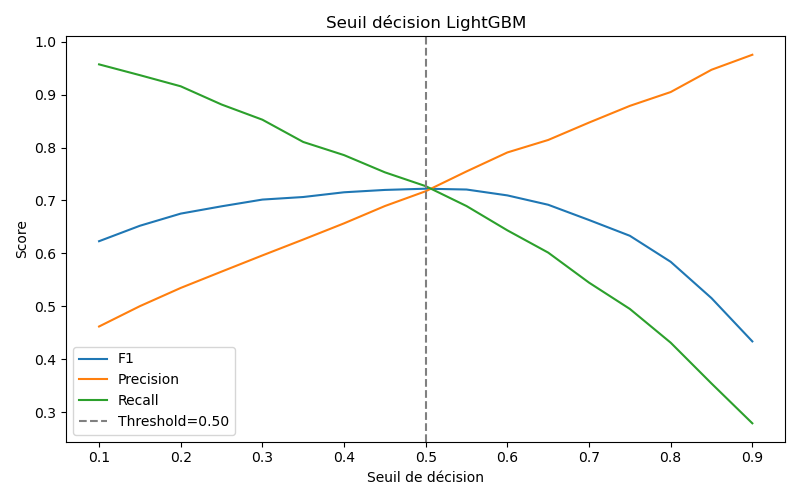 Seuil décision LightGBM
Score
1.0
0.9
0.8
0.7
0.6
0.5
0.4
0.3
F1
Precision
Recall
Threshold=0.50
0.1 0.2 0.3 0.4 0.5 0.6 0.7 0.8 0.9
Seuil de décision